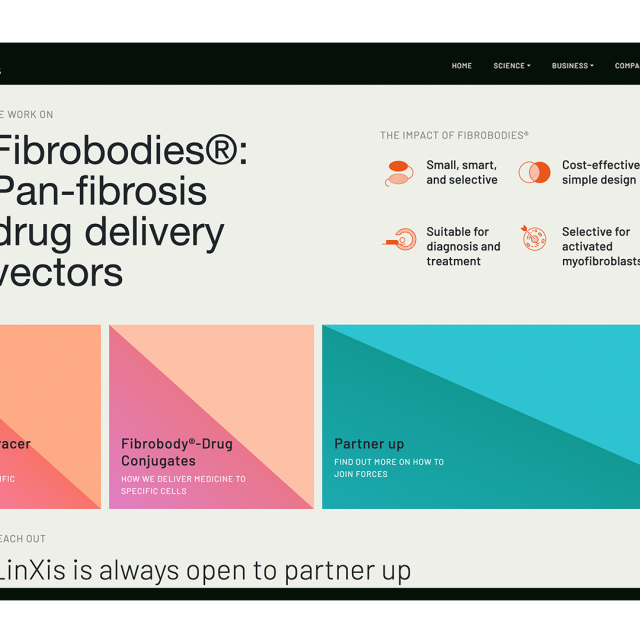 HOME SCIENCE BUSINESS COMPA
E WORK ON
Fibrobodies®:
Pan-fibrosis
drug delivery
vectors
THE IMPACT OF FIBROBODIES®
Small, smart,
and selective
Cost-effective
simple design
Suitable for
diagnosis and
treatment
Selective for
activated
myofibroblasts
racer
IFIC
Fibrobody®-Drug
Conjugates
HOW WE DELIVER MEDICINE TO
SPECIFIC CELLS
Partner up
FIND OUT MORE ON HOW TO
JOIN FORCES
EACH OUT
LinXis is always open to partner up